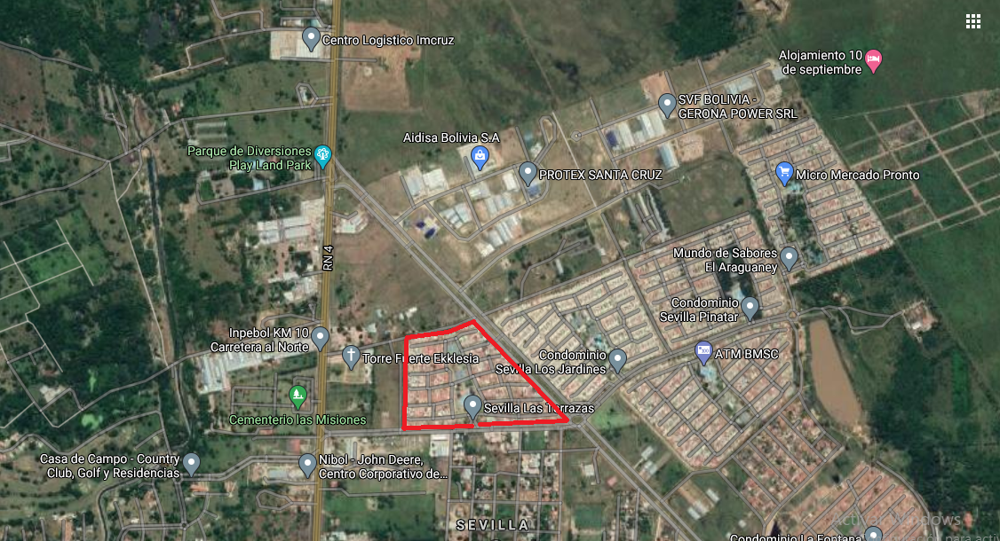 Centro Logistico Imcruz
Alojamiento 10
de septiembre
SVF BOLIVIA -
GERONA POWER SRL
Aidisa Bolivia S.A
Parque de Diversiones
Play Land Park
PROTEX SANTA CRUZ
Micro Mercado Pronto
RN 4
Mundo de Sabores
El Araguaney
Condominio
Sevilla Pinatar
Inpebol KM 10
Carretera al Norte
Torre Fuerte Ekklesia
Condominio
Sevilla Los Jardines
ATM BMSC
Sevilla Las Terrazas
Cementerio las Misiones
Casa de Campo - Country
Club, Golf y Residencias
Nibol - John Deere,
Centro Corporativo de...
SEVILLA
Condominio La Fontana
para acti